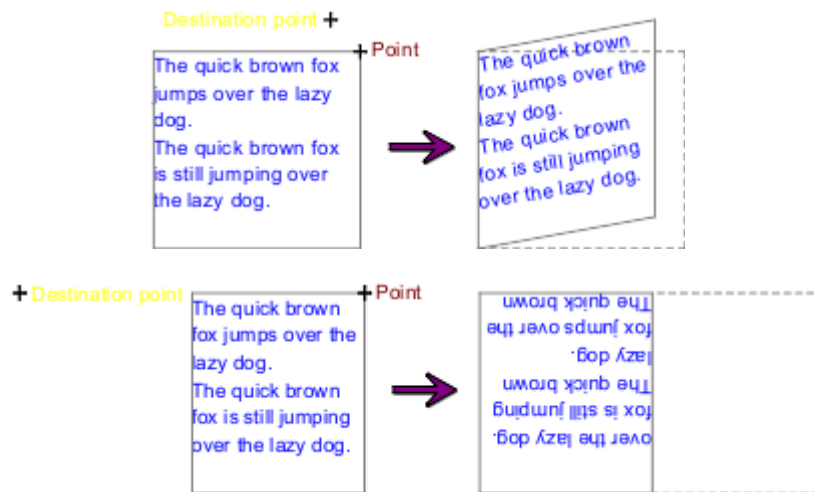 Destination point
Point
The quick brown fox
jumps over the lazy
dog.
The quick brown fox
is still jumping over
the lazy dog.
The quick brown
fox jumps over the
lazy dog.
The quick brown
fox is still jumping
over the lazy dog.
Destination point
Point
The quick brown
fox jumps over the
lazy dog.
The quick brown
fox is still jumping
over the lazy dog.
The quick brown
fox jumps over the
lazy dog.
The quick brown
fox is still jumping
over the lazy dog.